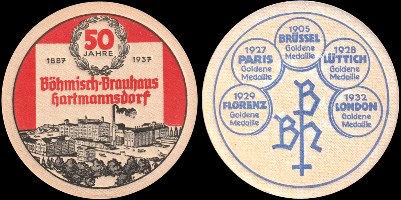 50
JAHRE
1887 1937
Böhmisch-Brauhaus
Hartmannsdorf
1905
BRÜSSEL
Goldene
Medaille
1927
PARIS
Goldene
Medaille
1928
LÜTTICH
Goldene
Medaille
1929
FLORENZ
Goldene
Medaille
1932
LONDON
Goldene
Medaille
B
B h